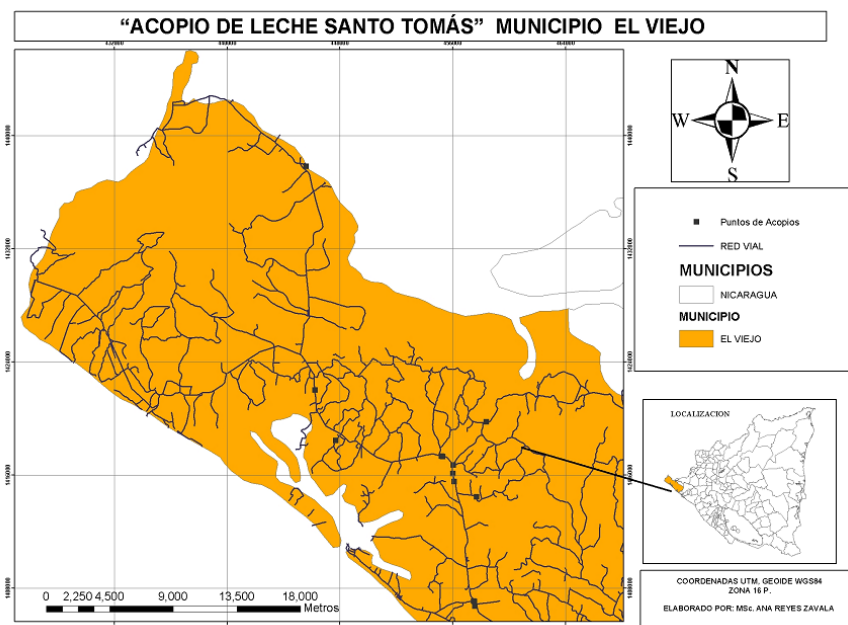 “ACOPIO DE LECHE SANTO TOMÁS” MUNICIPIO EL VIEJO
N
W E
S
Puntos de Acopios
RED VIAL
MUNICIPIOS
NICARAGUA
MUNICIPIO
EL VIEJO
LOCALIZACION
0 2,250 4,500 9,000 13,500 18,000
Metros
COORDENADAS UTM, GEOIDE WGS84
ZONA 16 P.
ELABORADO POR: MSc. ANA REYES ZAVALA